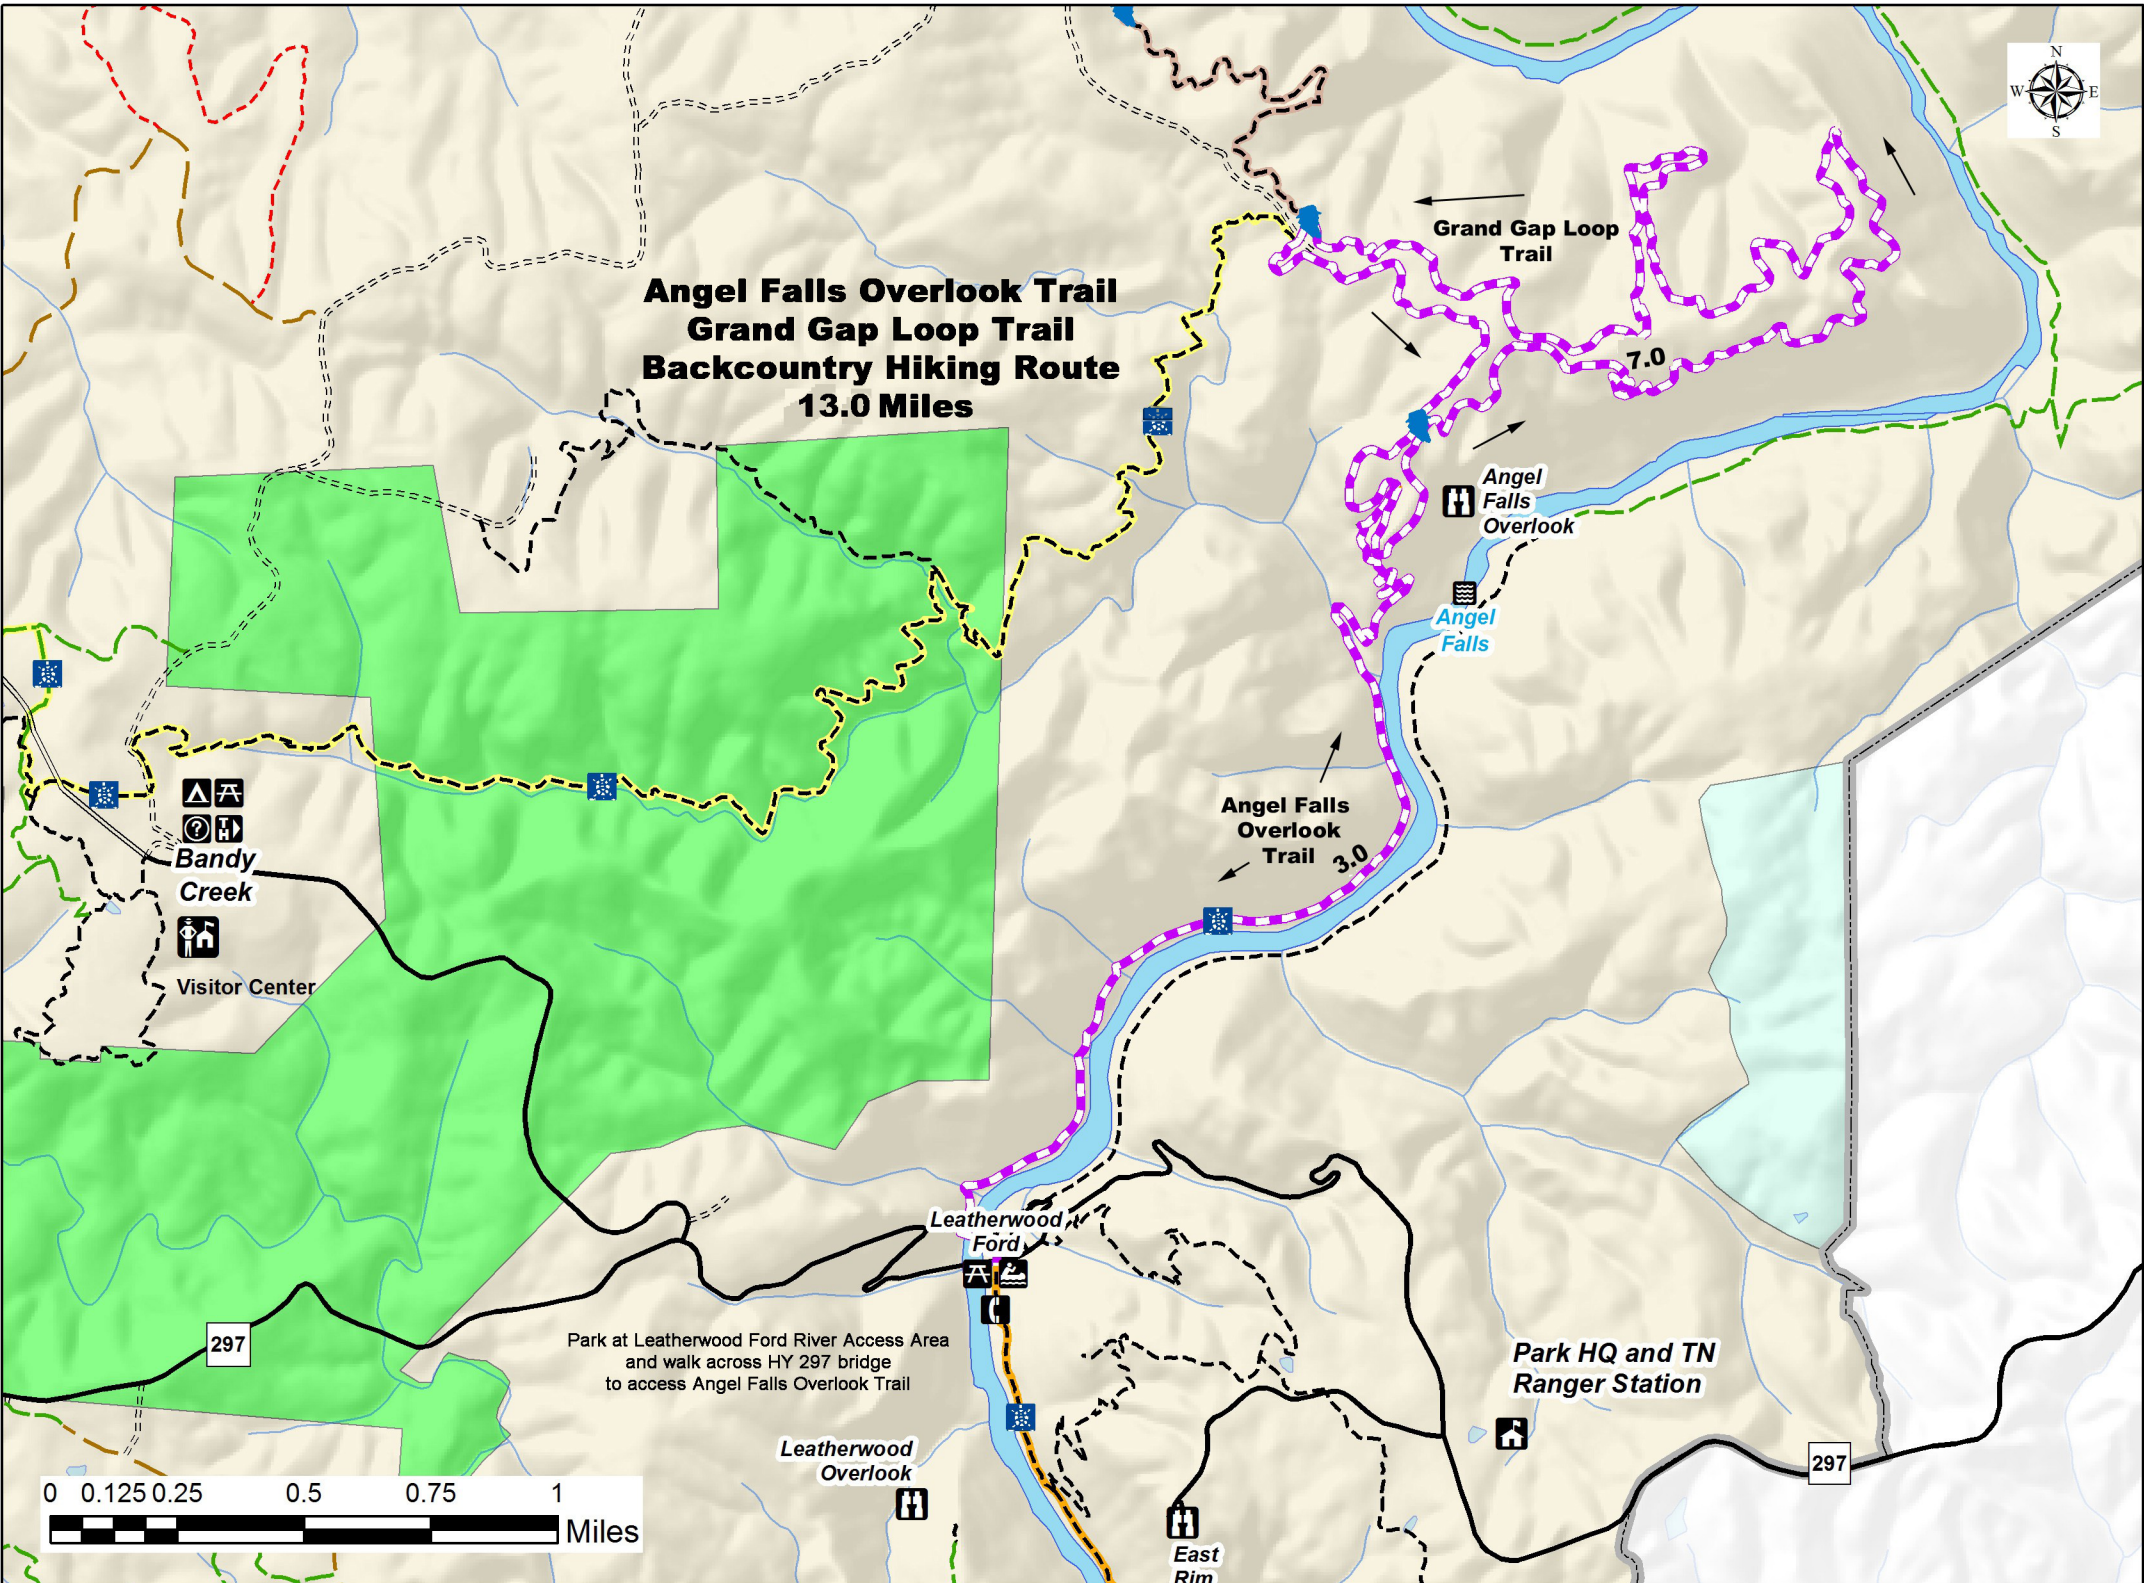 N
W E
S
Grand Gap Loop
Trail
Angel Falls Overlook Trail
Grand Gap Loop Trail
Backcountry Hiking Route
13.0 Miles
7.0
Angel
Falls
Overlook
Angel
Falls
Angel Falls
Overlook
Trail
3.0
?
T
H
Bandy
Creek
Visitor Center
Leatherwood
Ford
297
Park at Leatherwood Ford River Access Area
and walk across HY 297 bridge
to access Angel Falls Overlook Trail
Park HQ and TN
Ranger Station
297
Leatherwood
Overlook
0 0.125 0.25 0.5 0.75 1
Miles
East
Rim